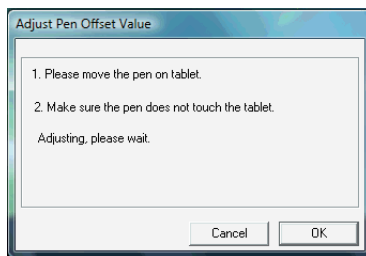 Adjust Pen Offset Value
1. Please move the pen on tablet.
2. Make sure the pen does not touch the tablet.
Adjusting, please wait.
Cancel
OK